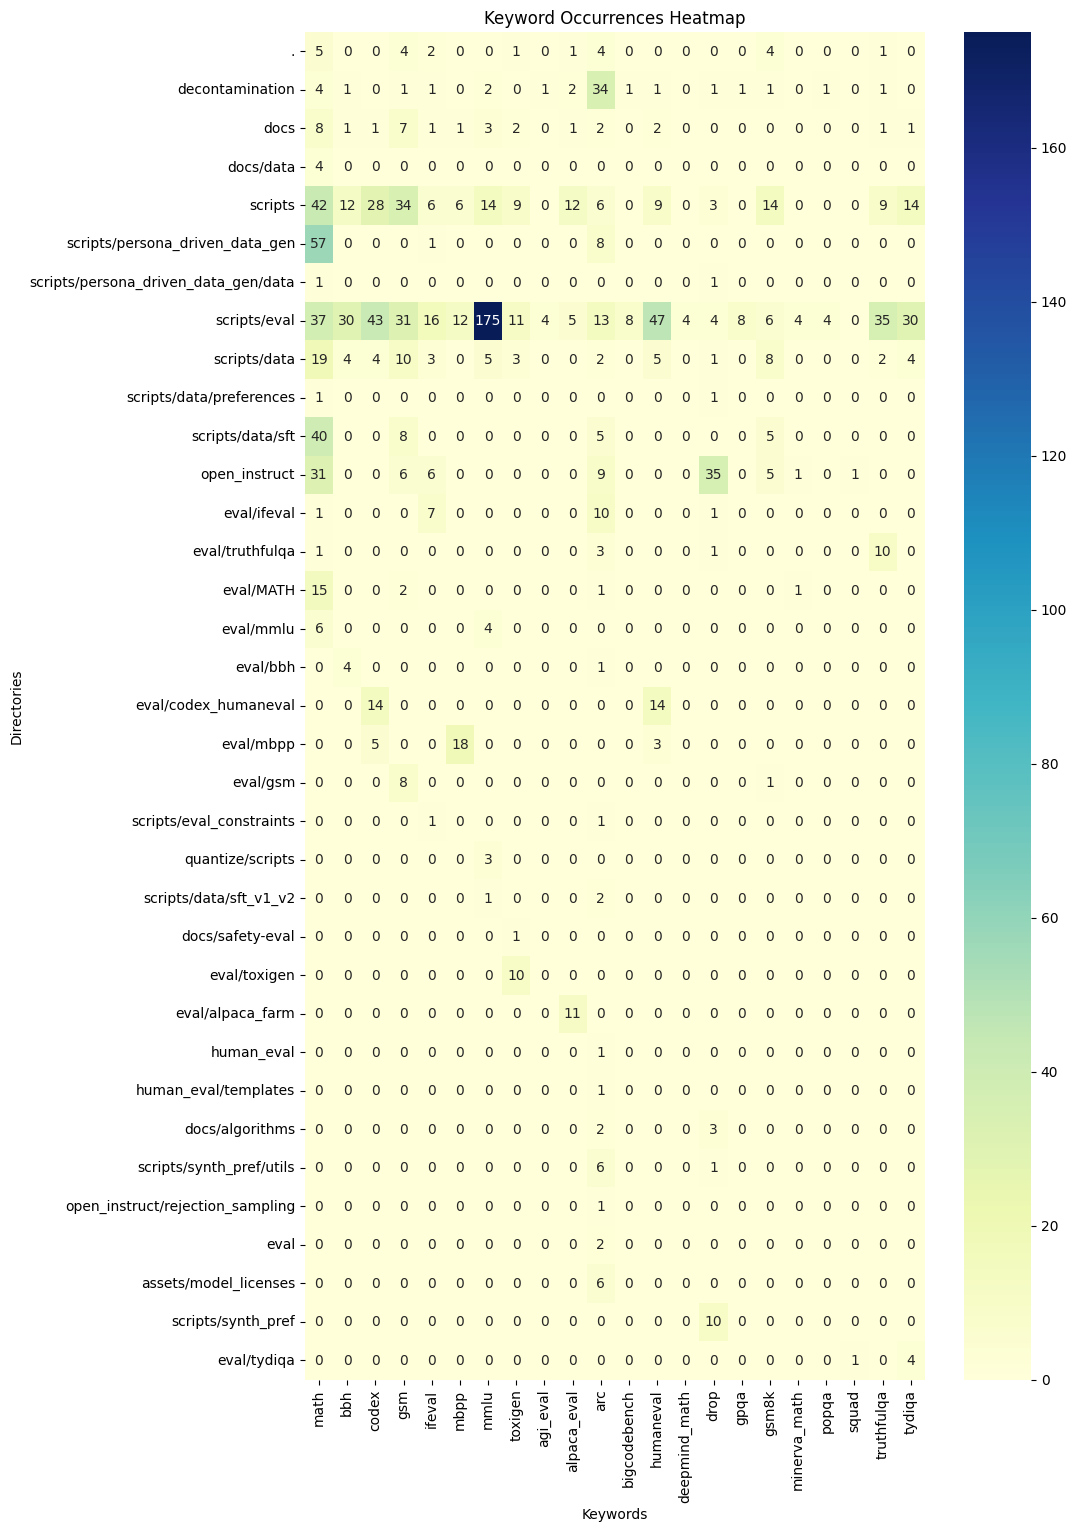 Keyword Occurrences Heatmap
Directories
. 5 0 0 4 2 0 0 1 0 1 4 0 0 0 0 0 4 0 0 0 1 0
decontamination 4 1 0 1 1 0 2 0 1 2 34 1 1 0 1 1 1 0 1 0 1 0
docs 8 1 1 7 1 1 3 2 0 1 2 0 2 0 0 0 0 0 0 0 1 1
docs/data 4 0 0 0 0 0 0 0 0 0 0 0 0 0 0 0 0 0 0 0 0 0
scripts 42 12 28 34 6 6 14 9 0 12 6 0 9 0 3 0 14 0 0 0 9 14
scripts/persona_driven_data_gen 57 0 0 0 1 0 0 0 0 0 8 0 0 0 0 0 0 0 0 0 0 0
scripts/persona_driven_data_gen/data 1 0 0 0 0 0 0 0 0 0 0 0 0 0 1 0 0 0 0 0 0 0
scripts/eval 37 30 43 31 16 12 175 11 4 5 13 8 47 4 4 8 6 4 4 0 35 30
scripts/data 19 4 4 10 3 0 5 3 0 0 2 0 5 0 1 0 8 0 0 0 2 4
scripts/data/preferences 1 0 0 0 0 0 0 0 0 0 0 0 0 0 1 0 0 0 0 0 0 0
scripts/data/sft 40 0 0 8 0 0 0 0 0 0 5 0 0 0 0 0 5 0 0 0 0 0
open_instruct 31 0 0 6 6 0 0 0 0 0 9 0 0 0 35 0 5 1 0 1 0 0
eval/ifeval 1 0 0 0 7 0 0 0 0 0 10 0 0 0 1 0 0 0 0 0 0 0
eval/truthfulqa 1 0 0 0 0 0 0 0 0 0 3 0 0 0 1 0 0 0 0 0 10 0
eval/MATH 15 0 0 2 0 0 0 0 0 0 1 0 0 0 0 0 0 1 0 0 0 0
eval/mmlu 6 0 0 0 0 0 4 0 0 0 0 0 0 0 0 0 0 0 0 0 0 0
eval/bbh 0 4 0 0 0 0 0 0 0 0 1 0 0 0 0 0 0 0 0 0 0 0
eval/codex_humaneval 0 0 14 0 0 0 0 0 0 0 0 0 14 0 0 0 0 0 0 0 0 0
eval/mbpp 0 0 5 0 0 18 0 0 0 0 0 0 3 0 0 0 0 0 0 0 0 0
eval/gsm 0 0 0 8 0 0 0 0 0 0 0 0 0 0 0 0 1 0 0 0 0 0
scripts/eval_constraints 0 0 0 0 1 0 0 0 0 0 1 0 0 0 0 0 0 0 0 0 0 0
quantize/scripts 0 0 0 0 0 0 3 0 0 0 0 0 0 0 0 0 0 0 0 0 0 0
scripts/data/sft_v1_v2 0 0 0 0 0 0 1 0 0 0 2 0 0 0 0 0 0 0 0 0 0 0
docs/safety-eval 0 0 0 0 0 0 0 1 0 0 0 0 0 0 0 0 0 0 0 0 0 0
eval/toxigen 0 0 0 0 0 0 0 10 0 0 0 0 0 0 0 0 0 0 0 0 0 0
eval/alpaca_farm 0 0 0 0 0 0 0 0 0 11 0 0 0 0 0 0 0 0 0 0 0 0
human_eval 0 0 0 0 0 0 0 0 0 0 1 0 0 0 0 0 0 0 0 0 0 0
human_eval/templates 0 0 0 0 0 0 0 0 0 0 1 0 0 0 0 0 0 0 0 0 0 0
docs/algorithms 0 0 0 0 0 0 0 0 0 0 2 0 0 0 3 0 0 0 0 0 0 0
scripts/synth_pref/utils 0 0 0 0 0 0 0 0 0 0 6 0 0 0 1 0 0 0 0 0 0 0
open_instruct/rejection_sampling 0 0 0 0 0 0 0 0 0 0 1 0 0 0 0 0 0 0 0 0 0 0
eval 0 0 0 0 0 0 0 0 0 0 2 0 0 0 0 0 0 0 0 0 0 0
assets/model_licenses 0 0 0 0 0 0 0 0 0 0 6 0 0 0 0 0 0 0 0 0 0 0
scripts/synth_pref 0 0 0 0 0 0 0 0 0 0 0 0 0 0 10 0 0 0 0 0 0 0
eval/tydiqa 0 0 0 0 0 0 0 0 0 0 0 0 0 0 0 0 0 0 0 1 0 4
math
bbh
codex
gsm
ifeval
mbpp
mmlu
toxigen
agi_eval
alpaca_eval
arc
bigcodebench
humaneval
deepmind_math
drop
gpqa
gsm8k
minerva_math
popqa
squad
truthfulqa
tydiqa
Keywords
160
140
120
100
80
60
40
20
0